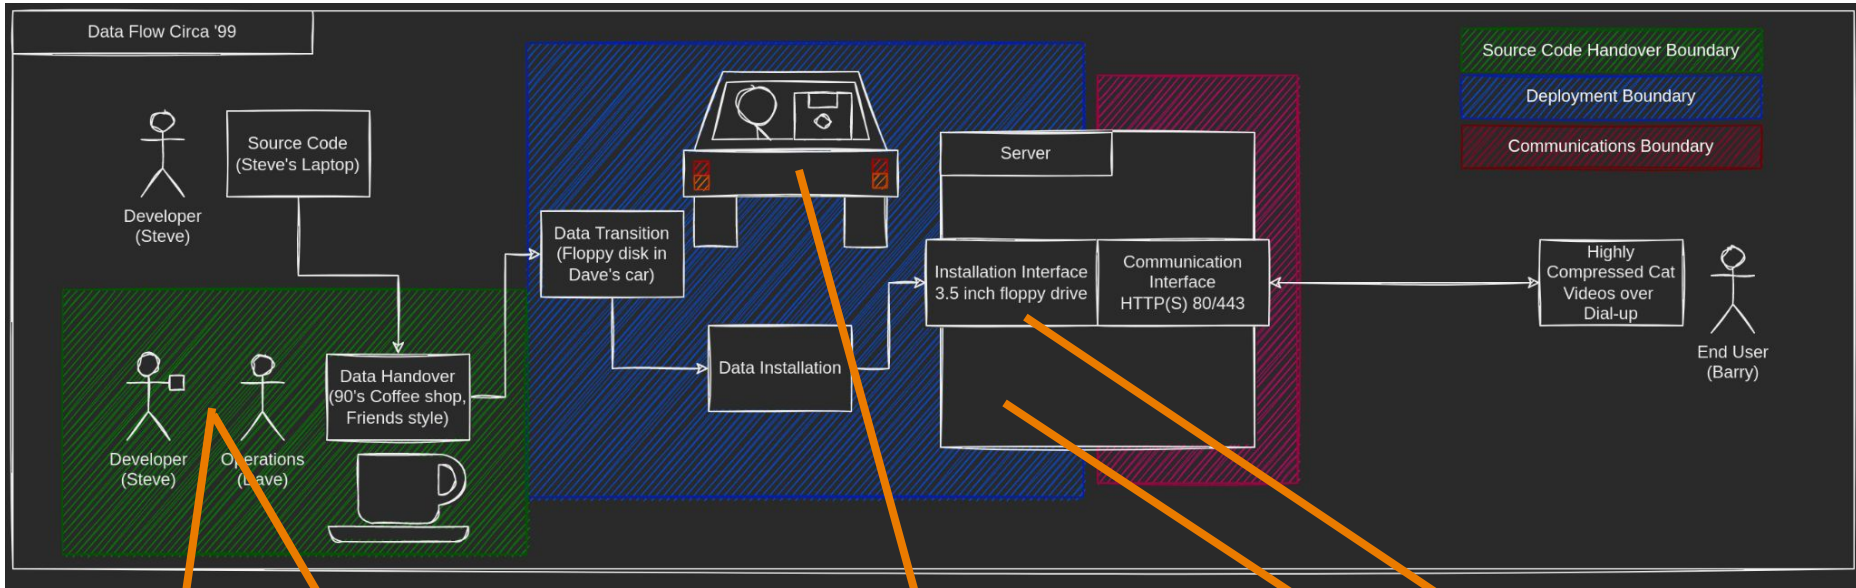 Data Flow Circa '99
Source Code Handover Boundary
Deployment Boundary
Communications Boundary
Developer
(Steve)
Source Code
(Steve's Laptop)
Server
Data Transition
(Floppy disk in
Dave's car)
Installation Interface
3.5 inch floppy drive
Communication
Interface
HTTP(S) 80/443
Highly
Compressed Cat
Videos over
Dial-up
End User
(Barry)
Data Installation
Data Handover
(90's Coffee shop,
Friends style)
Developer
(Steve)
Operations
(Dave)